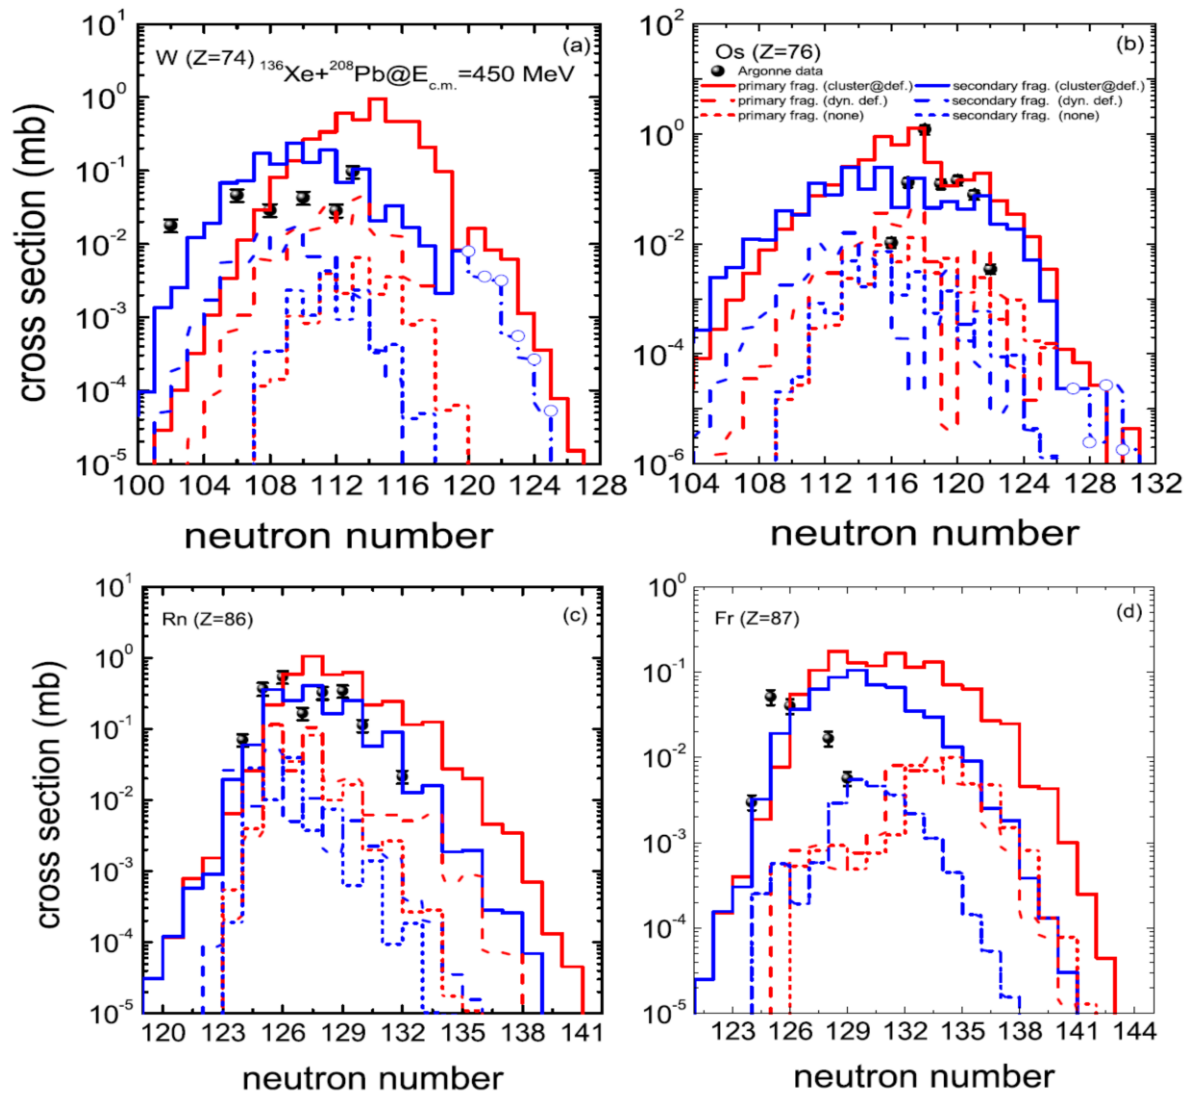 (a)
W (Z=74) ¹³⁶Xe+²⁰⁸Pb@E_c.m.=450 MeV
10¹
10⁰
10⁻¹
10⁻²
10⁻³
10⁻⁴
10⁻⁵
cross section (mb)
100 104 108 112 116 120 124 128
neutron number
(b)
Os (Z=76)
Argonne data
primary frag. (cluster@def.) secondary frag. (cluster@def.)
primary frag. (dyn. def.) secondary frag. (dyn. def.)
primary frag. (none) secondary frag. (none)
10²
10⁰
10⁻²
10⁻⁴
10⁻⁶
104 108 112 116 120 124 128 132
neutron number
(c)
Rn (Z=86)
10¹
10⁰
10⁻¹
10⁻²
10⁻³
10⁻⁴
10⁻⁵
cross section (mb)
120 123 126 129 132 135 138 141
neutron number
(d)
Fr (Z=87)
10⁰
10⁻¹
10⁻²
10⁻³
10⁻⁴
10⁻⁵
123 126 129 132 135 138 141 144
neutron number